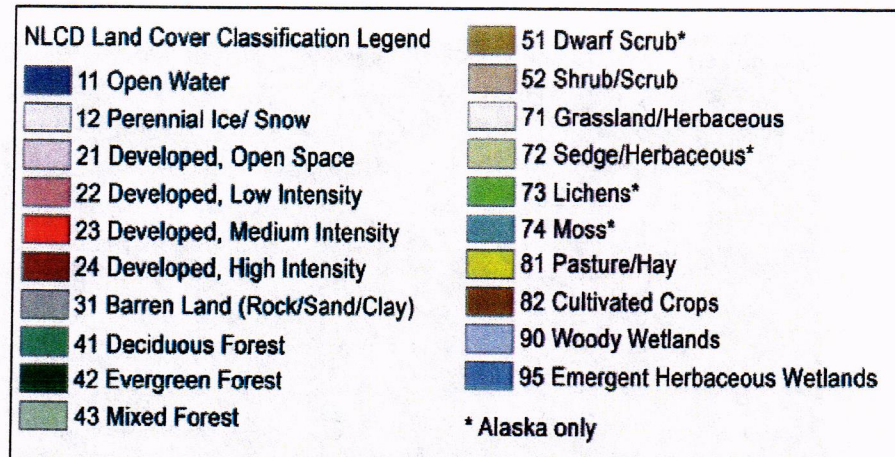 NLCD Land Cover Classification Legend
11 Open Water
12 Perennial Ice/ Snow
21 Developed, Open Space
22 Developed, Low Intensity
23 Developed, Medium Intensity
24 Developed, High Intensity
31 Barren Land (Rock/Sand/Clay)
41 Deciduous Forest
42 Evergreen Forest
43 Mixed Forest
51 Dwarf Scrub*
52 Shrub/Scrub
71 Grassland/Herbaceous
72 Sedge/Herbaceous*
73 Lichens*
74 Moss*
81 Pasture/Hay
82 Cultivated Crops
90 Woody Wetlands
95 Emergent Herbaceous Wetlands
* Alaska only